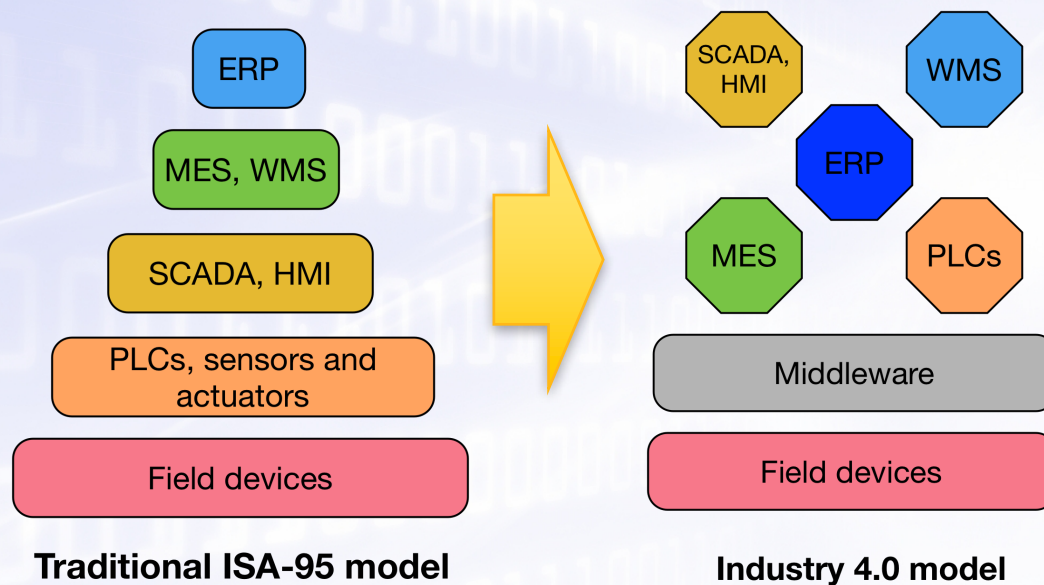 ERP
MES, WMS
SCADA, HMI
PLCs, sensors and
actuators
Field devices
Traditional ISA-95 model
SCADA,
HMI
WMS
ERP
MES
PLCs
Middleware
Field devices
Industry 4.0 model